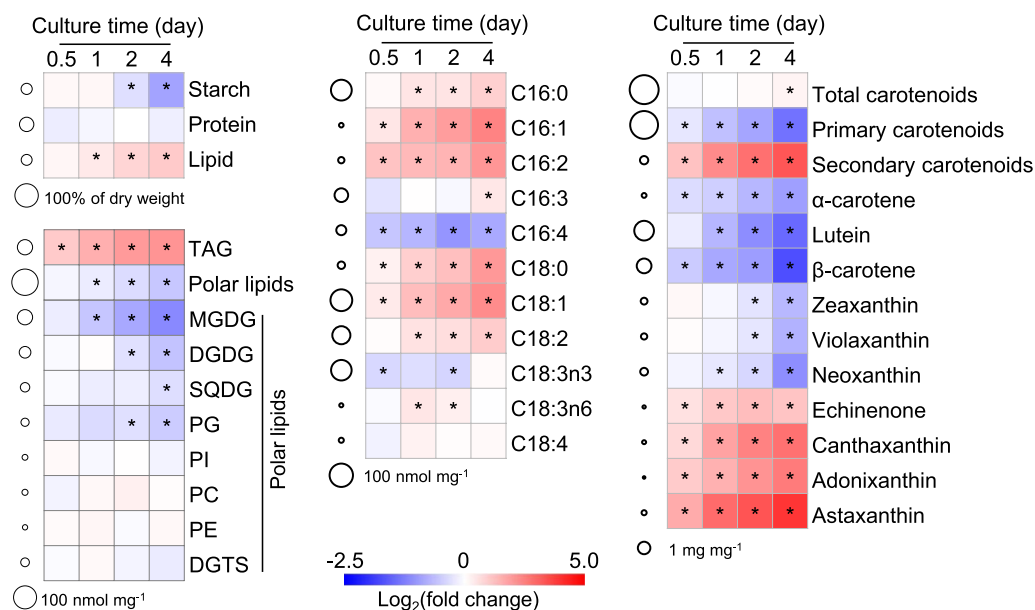 Culture time (day)
0.5 1 2 4
* * Starch
Protein
* * * Lipid
100% of dry weight
* * * * TAG
* * * Polar lipids
* * * MGDG
* * DGDG
* SQDG
* * PG
PI
PC
PE
DGTS
Polar lipids
100 nmol mg⁻¹
Culture time (day)
0.5 1 2 4
* * * C16:0
* * * * C16:1
* * * * C16:2
* C16:3
* * * * C16:4
* * * * C18:0
* * * * C18:1
* * * C18:2
* * C18:3n3
* * C18:3n6
C18:4
100 nmol mg⁻¹
-2.5 0 5.0
Log₂(fold change)
Culture time (day)
0.5 1 2 4
* Total carotenoids
* * * * Primary carotenoids
* * * * Secondary carotenoids
* * * * α-carotene
* * * Lutein
* * * * β-carotene
* * Zeaxanthin
* * Violaxanthin
* * * Neoxanthin
* * * * Echinenone
* * * * Canthaxanthin
* * * * Adonixanthin
* * * * Astaxanthin
1 mg mg⁻¹